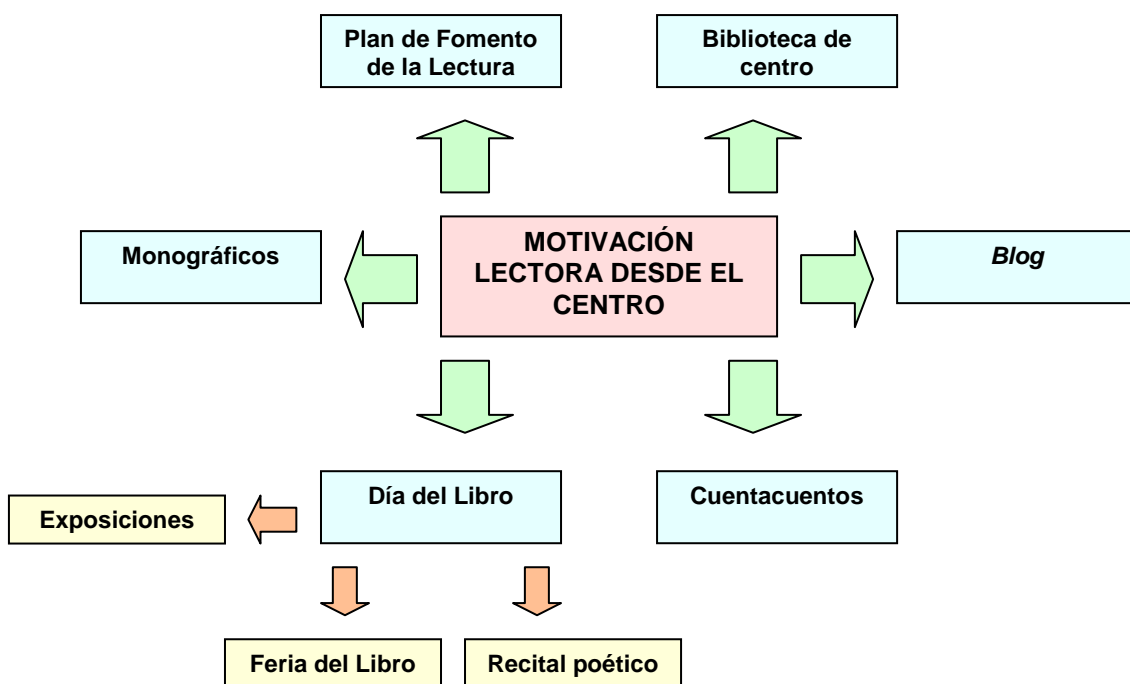 Plan de Fomento
de la Lectura
Biblioteca de
centro
Monográficos
MOTIVACIÓN
LECTORA DESDE EL
CENTRO
Blog
Día del Libro
Cuentacuentos
Exposiciones
Feria del Libro
Recital poético